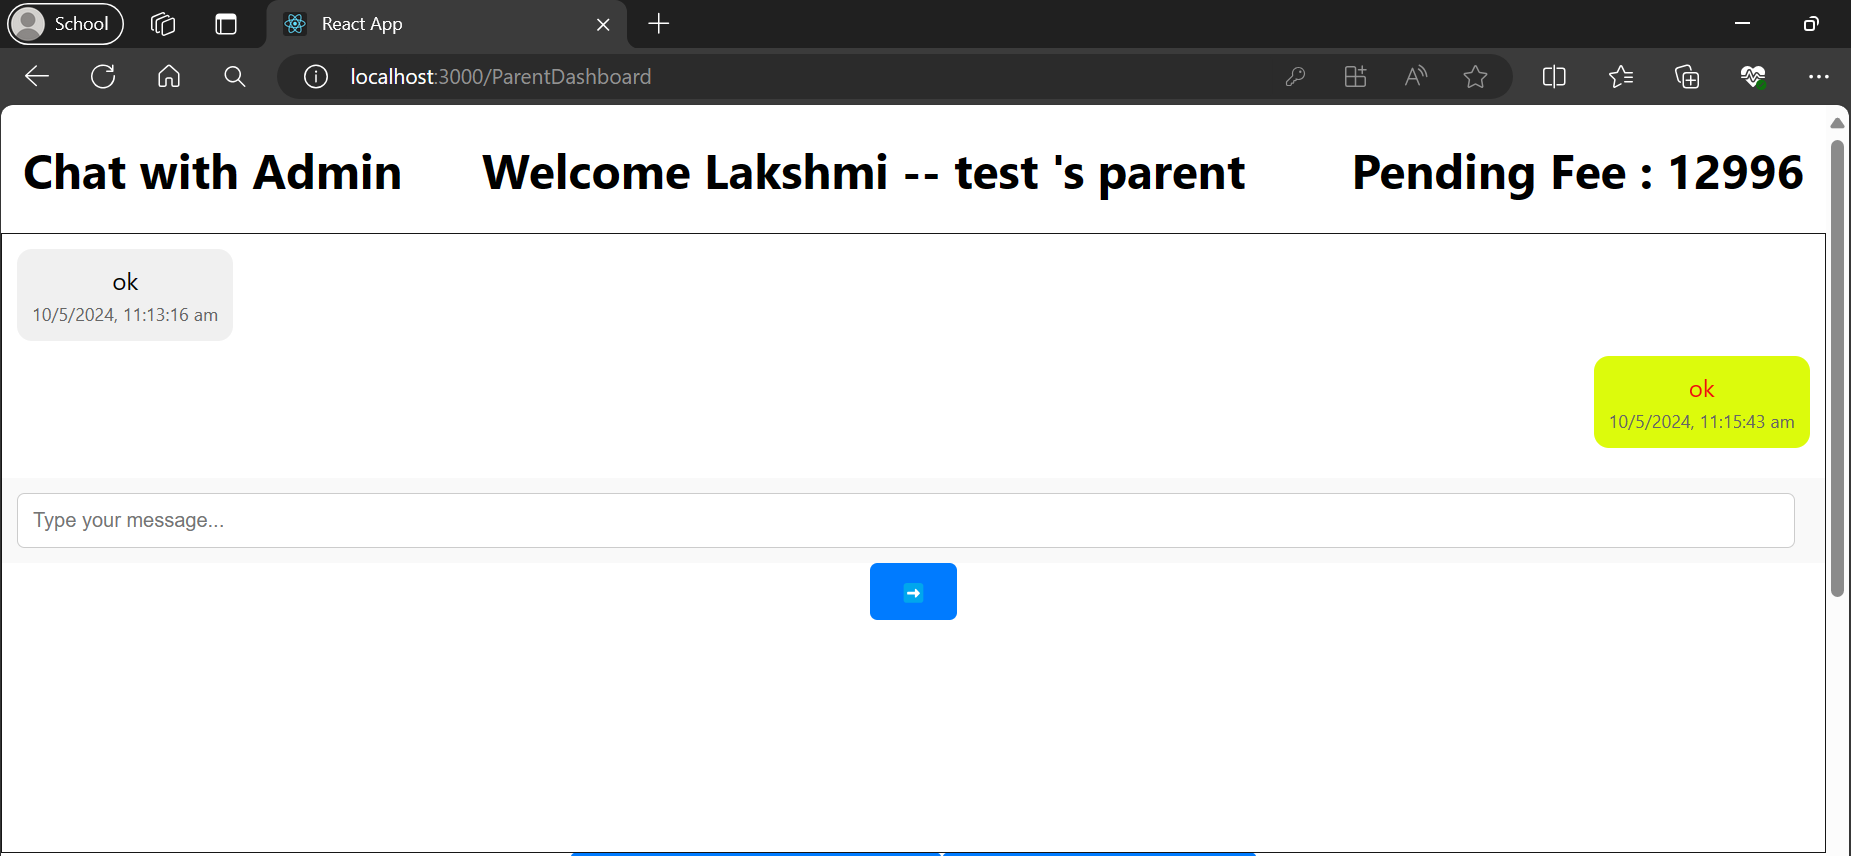 School
React App
localhost:3000/ParentDashboard
Chat with Admin
Welcome Lakshmi -- test 's parent
Pending Fee : 12996
ok
10/5/2024, 11:13:16 am
ok
10/5/2024, 11:15:43 am
Type your message...